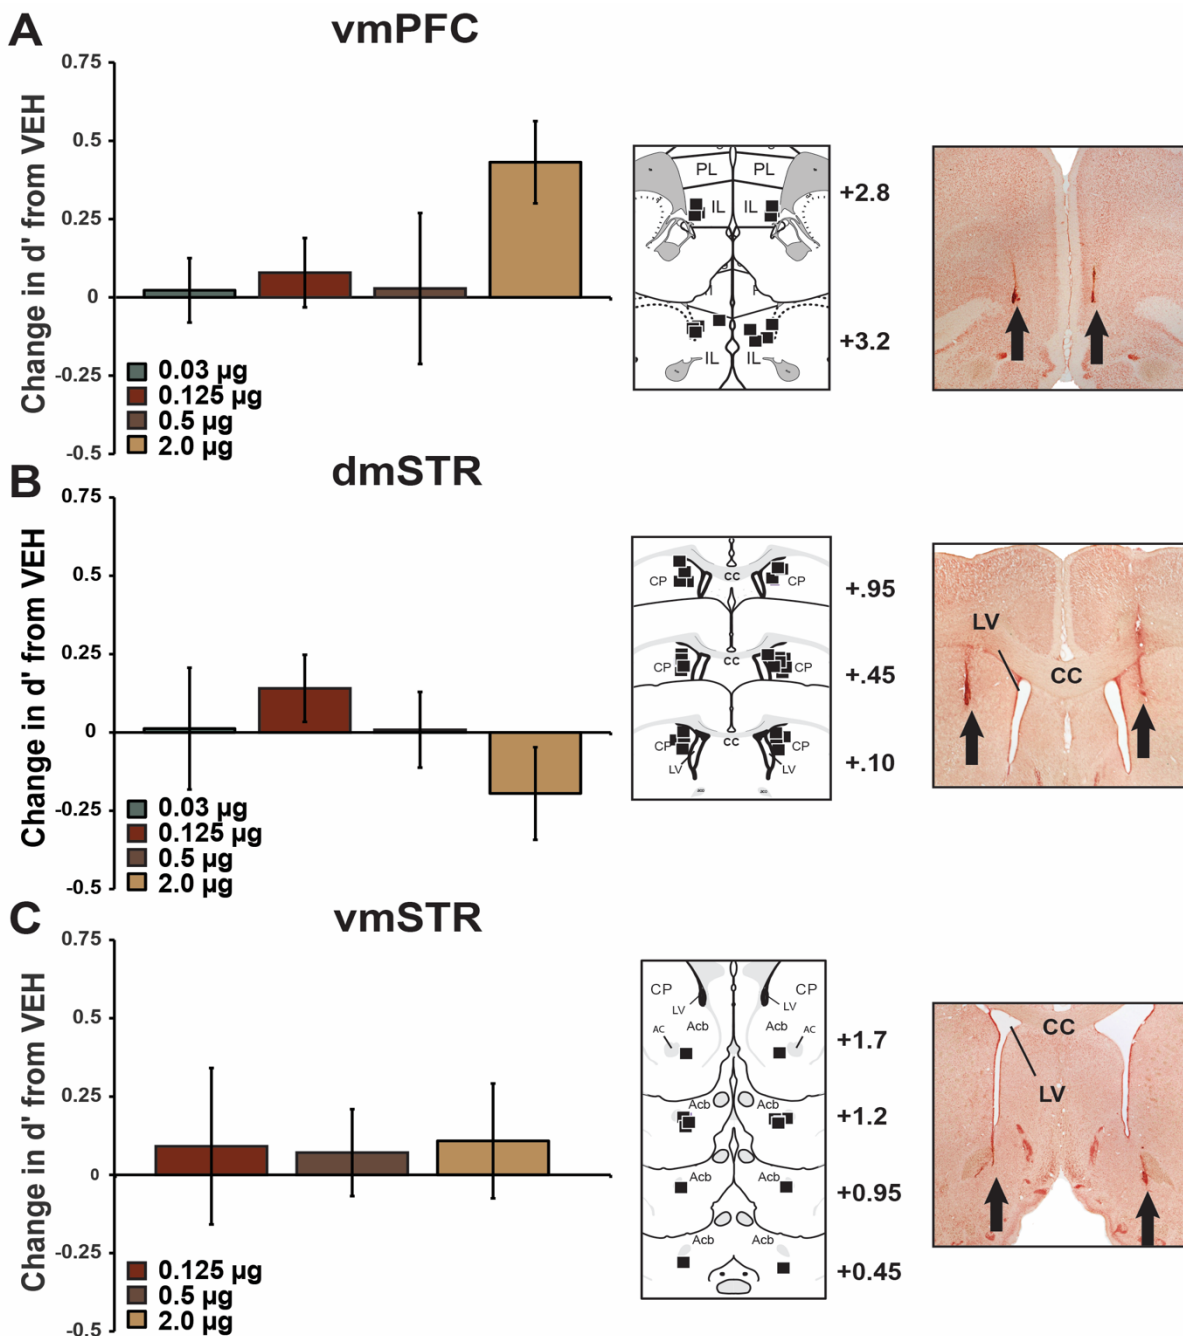 A
vmPFC
Change in d' from VEH
0.75
0.5
0.25
0
-0.25
-0.5
0.03 µg
0.125 µg
0.5 µg
2.0 µg
PL PL
IL IL
+2.8
IL IL
+3.2
B
dmSTR
Change in d' from VEH
0.75
0.5
0.25
0
-0.25
-0.5
0.03 µg
0.125 µg
0.5 µg
2.0 µg
CP CC CP
+.95
CP CC CP
+.45
CP CC CP
LV LV
+.10
LV
CC
C
vmSTR
Change in d' from VEH
0.75
0.5
0.25
0
-0.25
-0.5
0.125 µg
0.5 µg
2.0 µg
CP CP
LV LV
Acb Acb
AC AC
+1.7
Acb Acb
+1.2
Acb Acb
+0.95
Acb Acb
+0.45
CC
LV